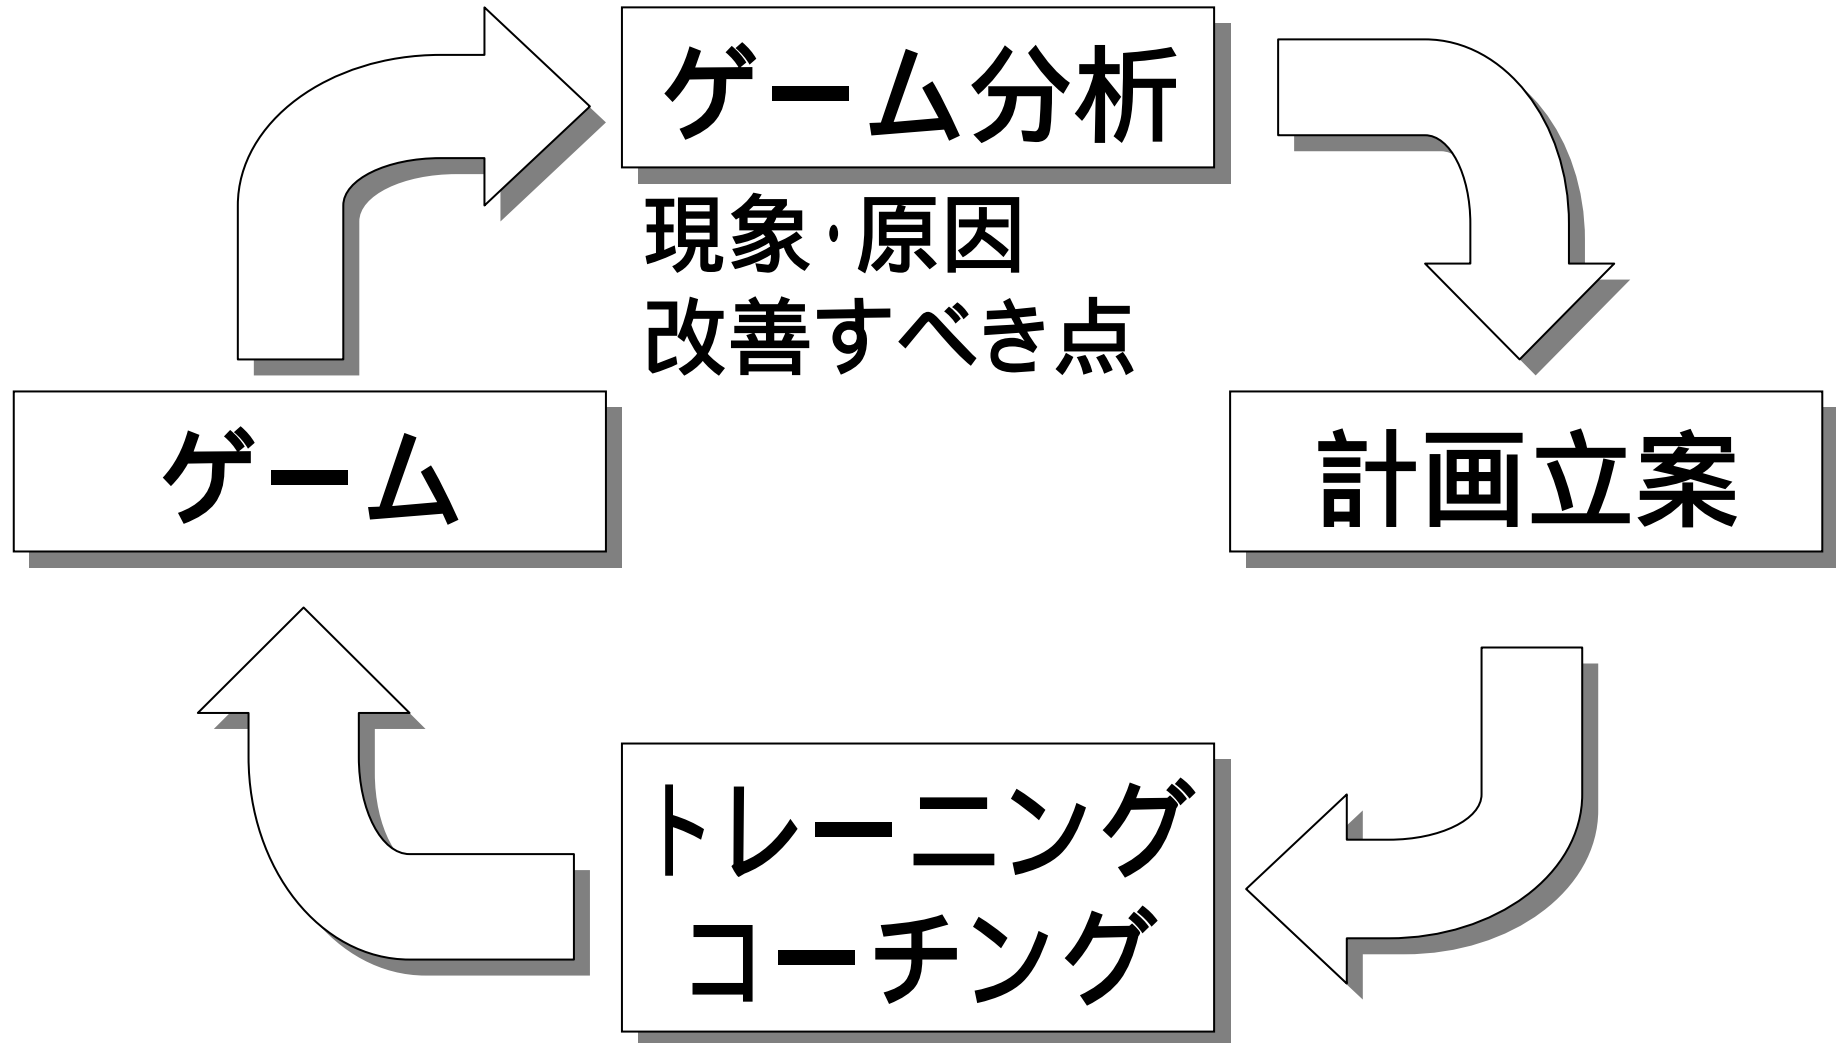 ゲーム分析
現象・原因
改善すべき点
ゲーム
計画立案
トレーニング
コーチング